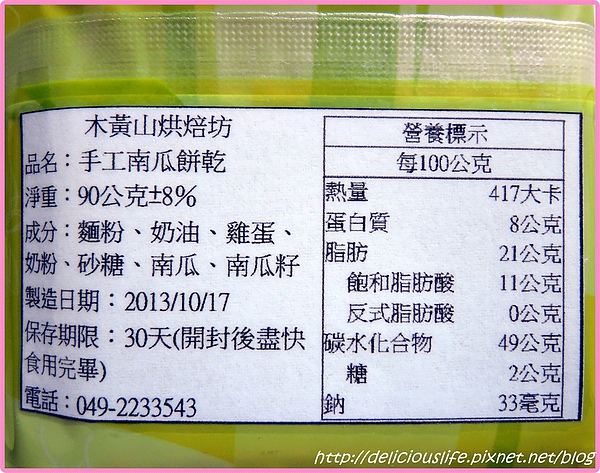 木黃山烘焙坊
品名：手工南瓜餅乾
淨重：90公克±8%
成分：麵粉、奶油、雞蛋、
奶粉、砂糖、南瓜、南瓜籽
製造日期：2013/10/17
保存期限：30天(開封後盡快
食用完畢)
電話：049-2233543
營養標示
每100公克
熱量 417大卡
蛋白質 8公克
脂肪 21公克
飽和脂肪酸 11公克
反式脂肪酸 0公克
碳水化合物 49公克
糖 2公克
鈉 33毫克
http://deliciouslife.pixnet.net/blog